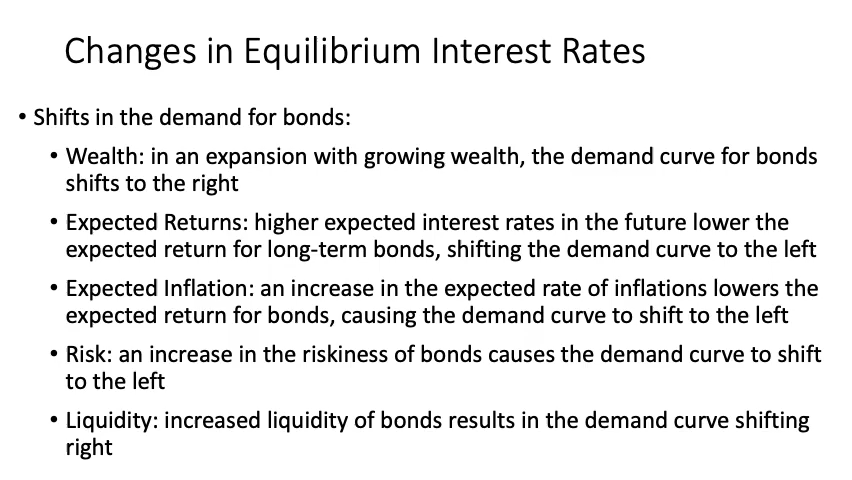 Changes in Equilibrium Interest Rates
• Shifts in the demand for bonds:
• Wealth: in an expansion with growing wealth, the demand curve for bonds
shifts to the right
• Expected Returns: higher expected interest rates in the future lower the
expected return for long-term bonds, shifting the demand curve to the left
• Expected Inflation: an increase in the expected rate of inflations lowers the
expected return for bonds, causing the demand curve to shift to the left
• Risk: an increase in the riskiness of bonds causes the demand curve to shift
to the left
• Liquidity: increased liquidity of bonds results in the demand curve shifting
right